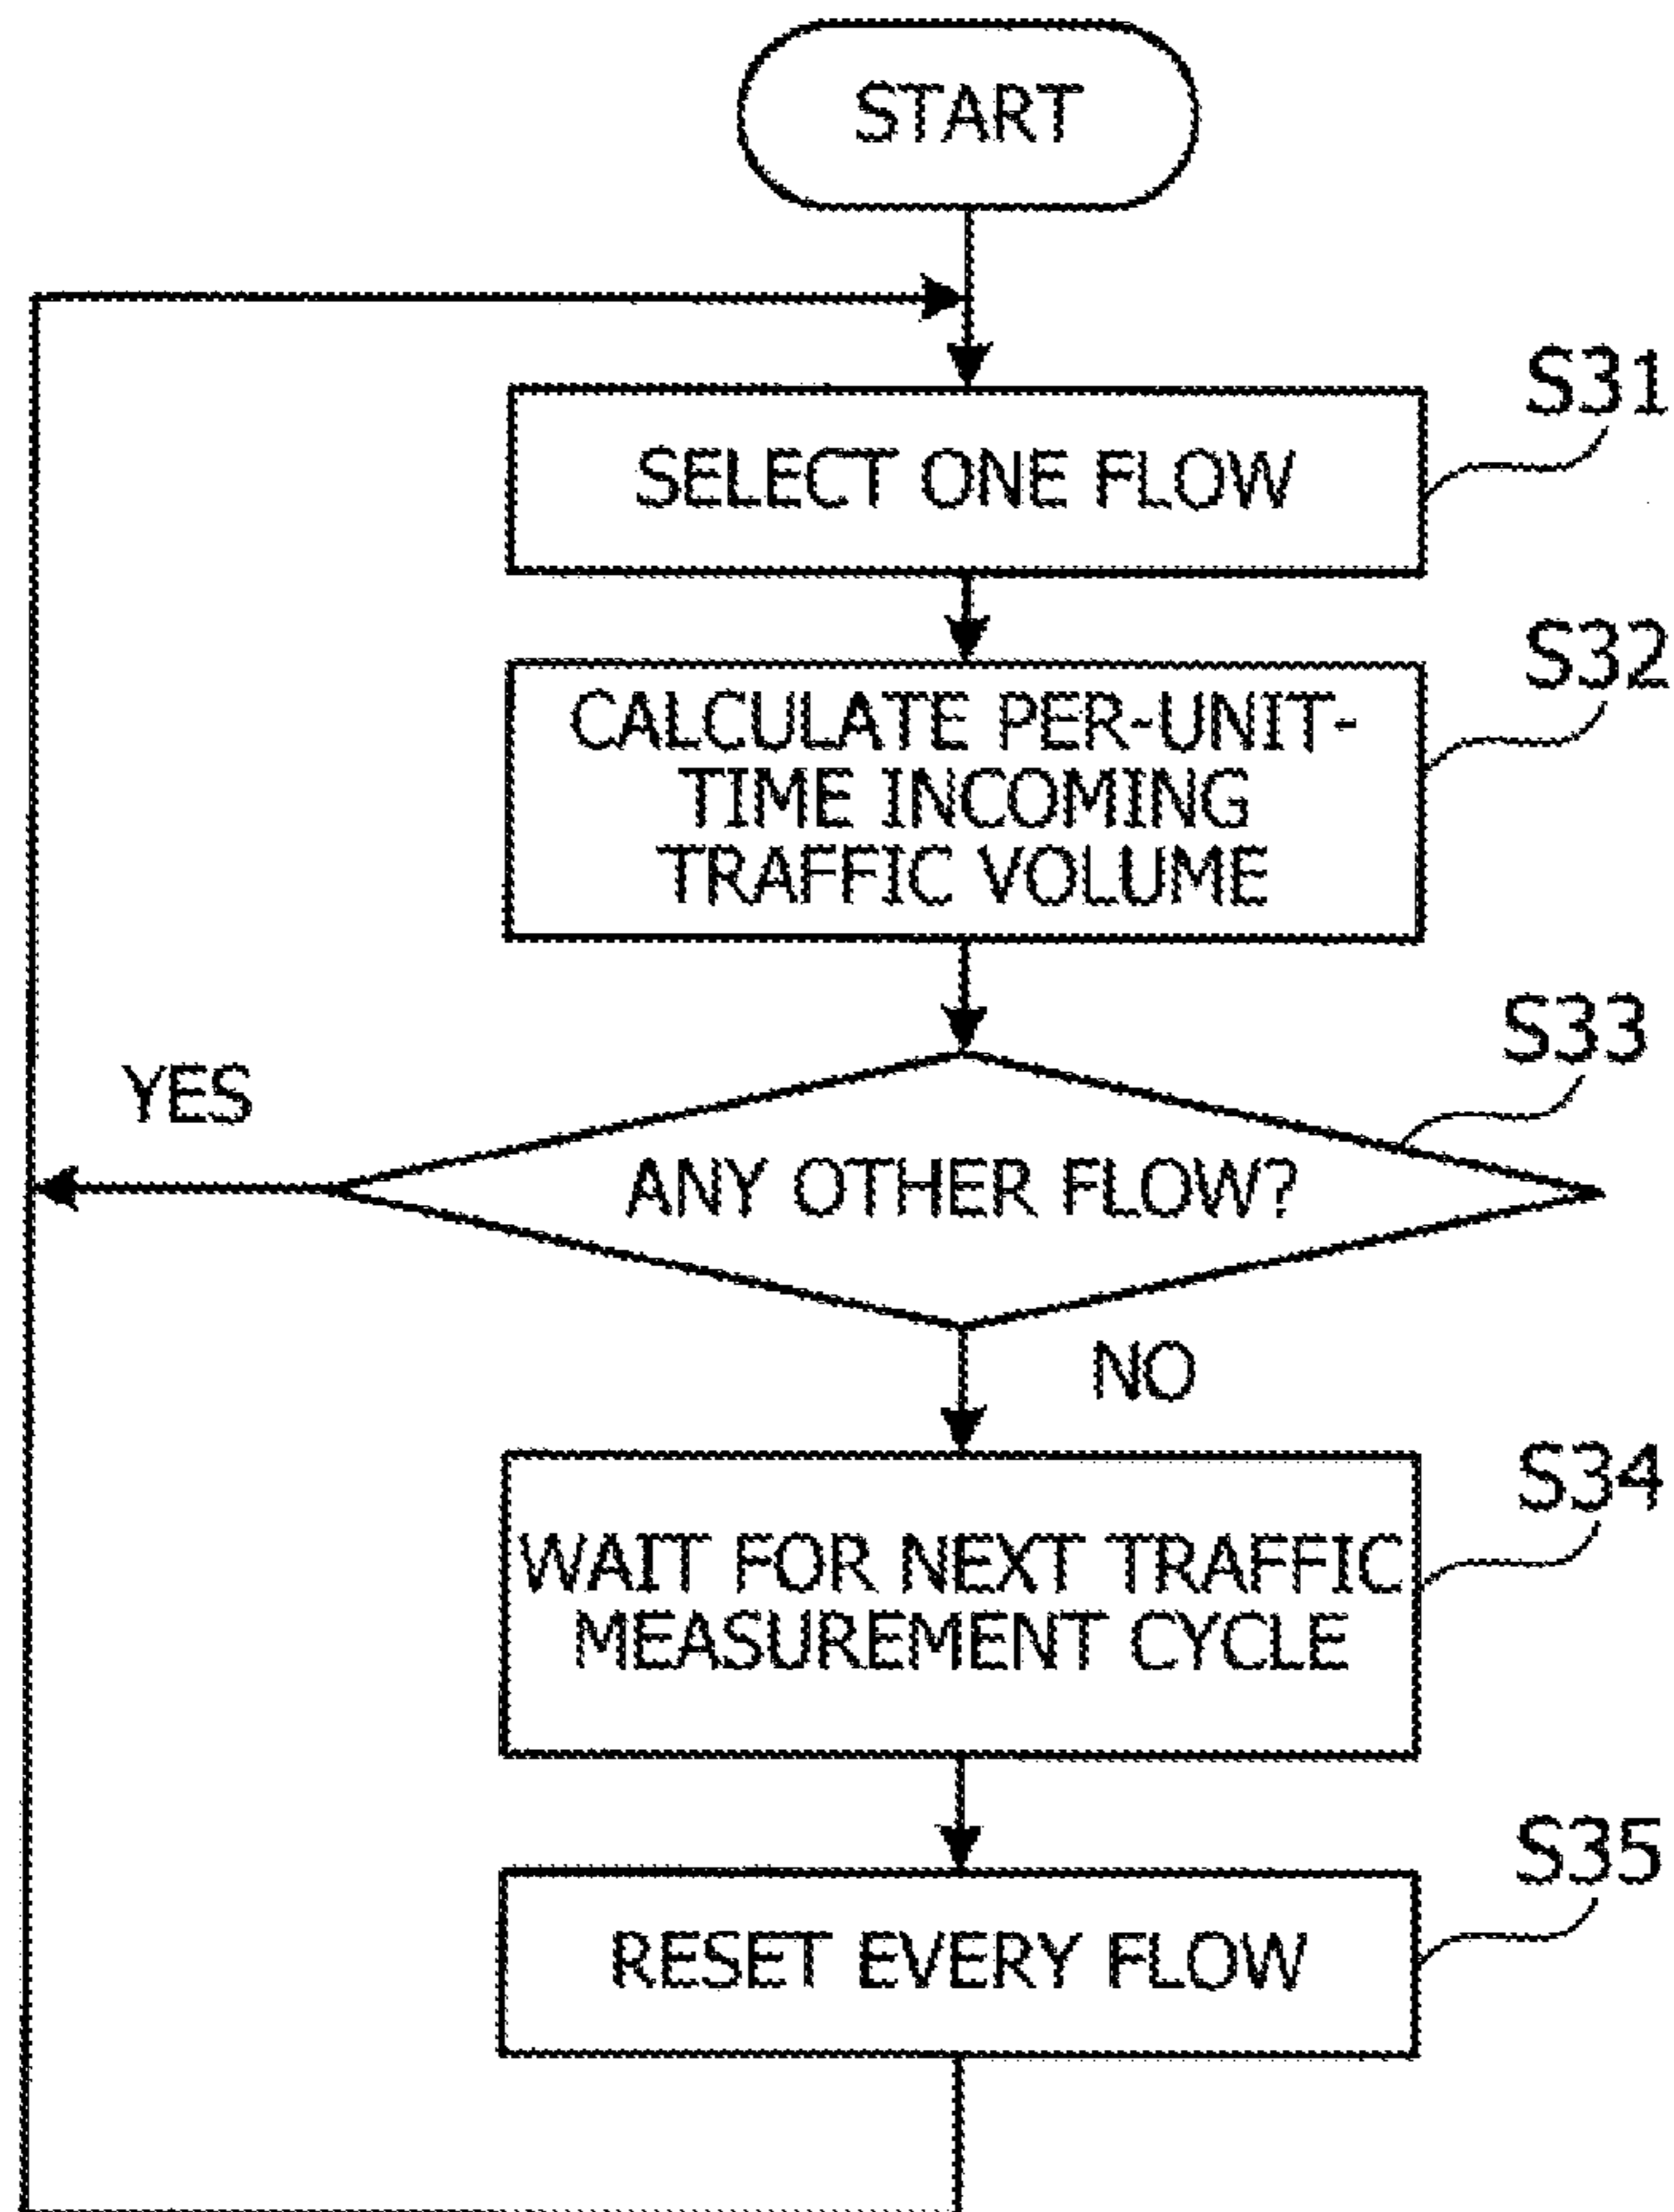 START
S31
SELECT ONE FLOW
S32
CALCULATE PER-UNIT-
TIME INCOMING
TRAFFIC VOLUME
S33
YES
ANY OTHER FLOW?
NO
S34
WAIT FOR NEXT TRAFFIC
MEASUREMENT CYCLE
S35
RESET EVERY FLOW